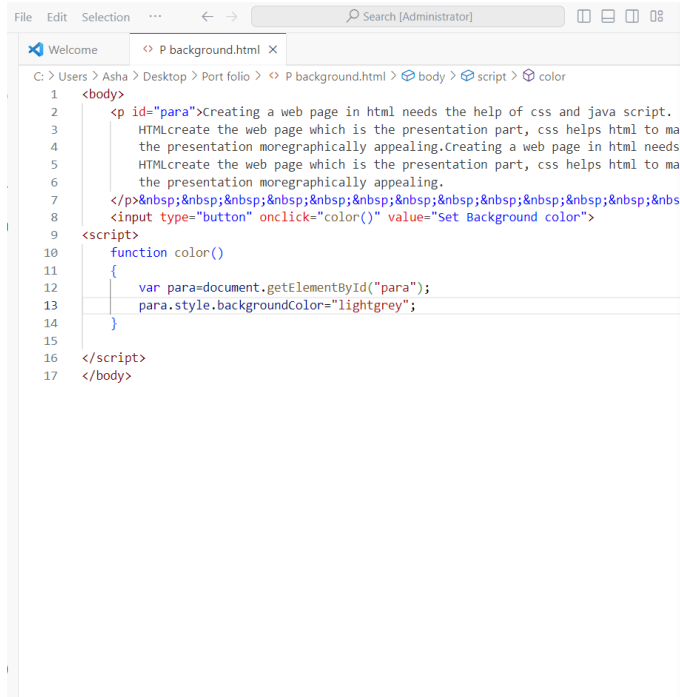 File Edit Selection ··· ← → Search [Administrator]
Welcome <> P background.html ×
C: > Users > Asha > Desktop > Port folio > <> P background.html > body > script > color
1 <body>
2 <p id="para">Creating a web page in html needs the help of css and java script.
3 HTMLcreate the web page which is the presentation part, css helps html to ma
4 the presentation moregraphically appealing.Creating a web page in html needs
5 HTMLcreate the web page which is the presentation part, css helps html to ma
6 the presentation moregraphically appealing.
7 </p>&nbsp;&nbsp;&nbsp;&nbsp;&nbsp;&nbsp;&nbsp;&nbsp;&nbsp;&nbsp;&nbsp;&nbsp;&nbs
8 <input type="button" onclick="color()" value="Set Background color">
9 <script>
10 function color()
11 {
12 var para=document.getElementById("para");
13 para.style.backgroundColor="lightgrey";
14 }
15
16 </script>
17 </body>